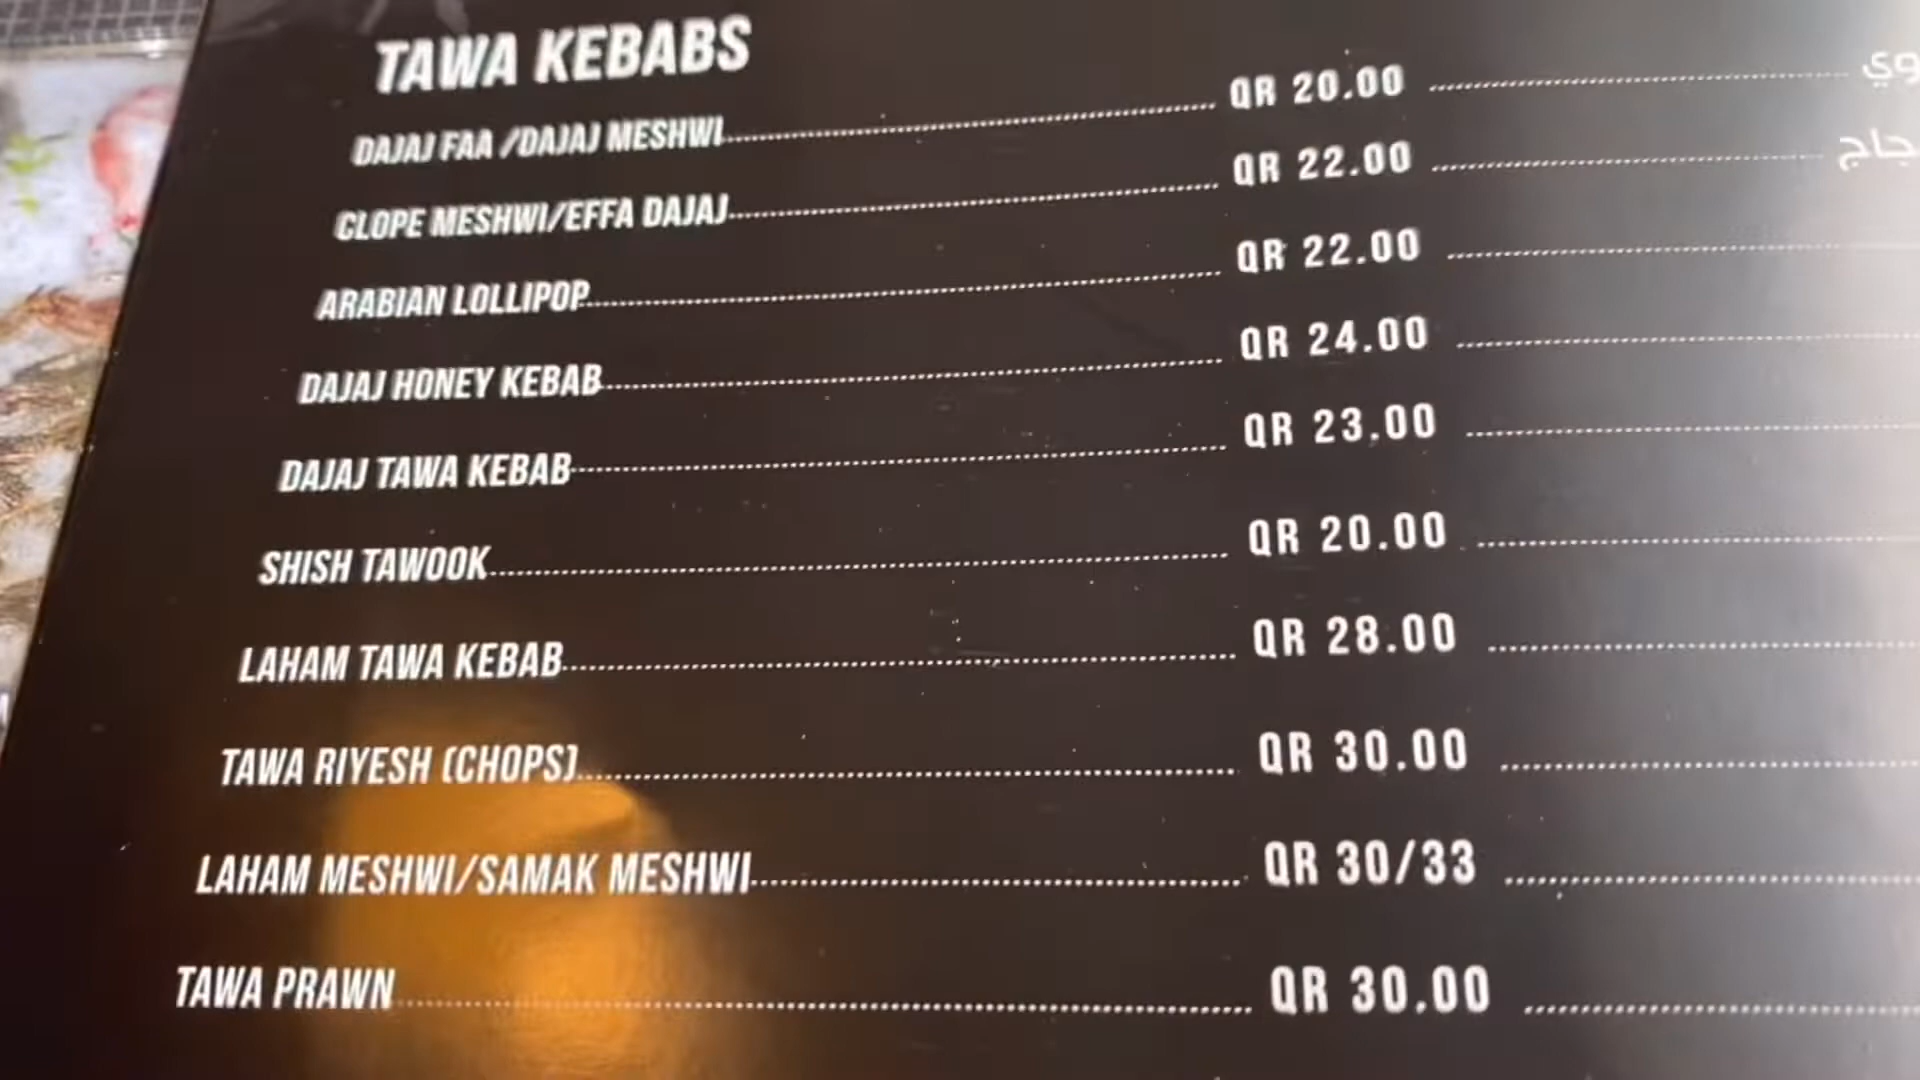 TAWA KEBABS
DAJAJ FAA /DAJAJ MESHWI QR 20.00
CLOPE MESHWI/EFFA DAJAJ QR 22.00
ARABIAN LOLLIPOP QR 22.00
DAJAJ HONEY KEBAB QR 24.00
DAJAJ TAWA KEBAB QR 23.00
SHISH TAWOOK QR 20.00
LAHAM TAWA KEBAB QR 28.00
TAWA RIYESH (CHOPS) QR 30.00
LAHAM MESHWI/SAMAK MESHWI QR 30/33
TAWA PRAWN QR 30.00